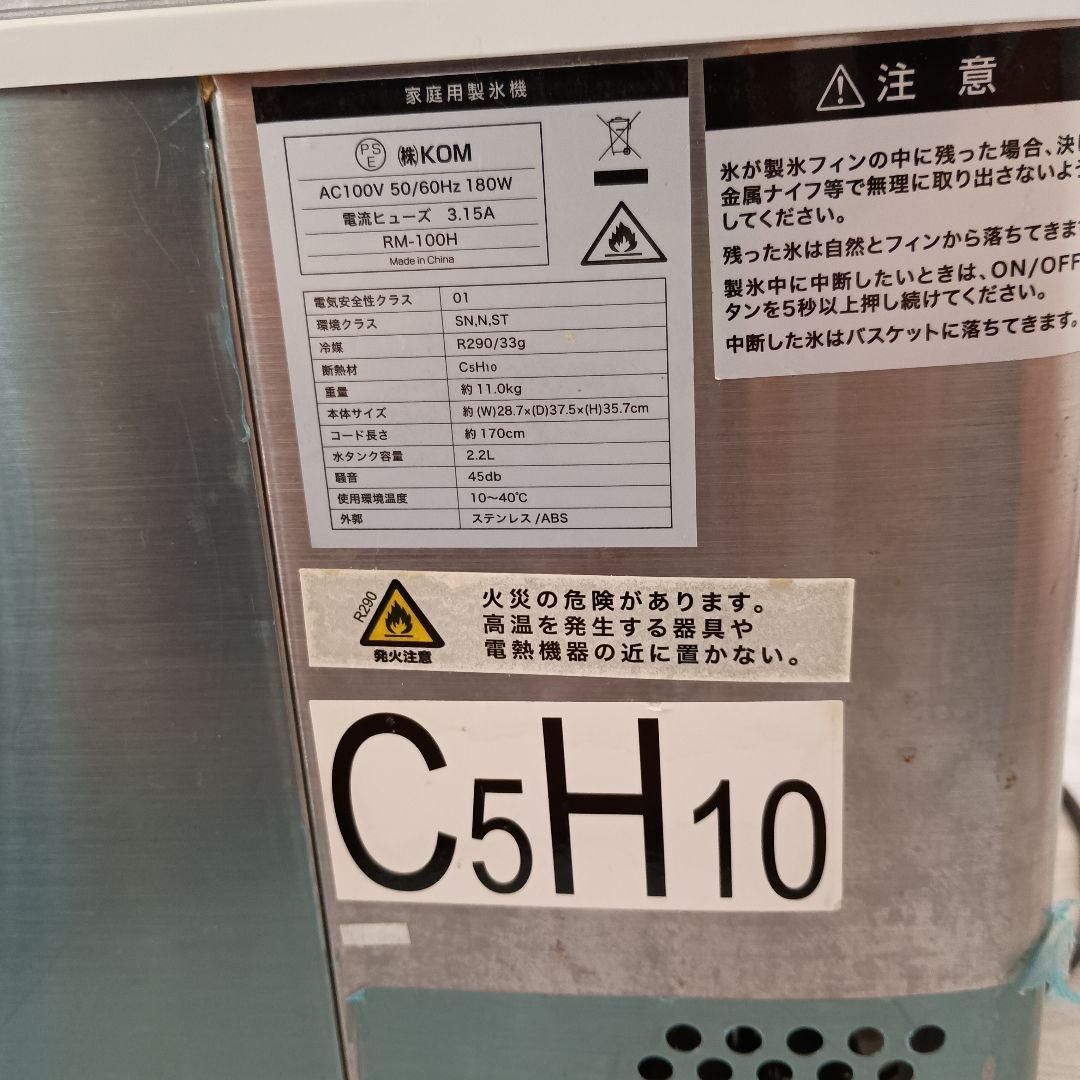 家庭用製氷機
PSE ㈱KOM
AC100V 50/60Hz 180W
電流ヒューズ 3.15A
RM-100H
Made in China
電気安全性クラス 01
環境クラス SN,N,ST
冷媒 R290/33g
断熱材 C5H10
重量 約 11.0kg
本体サイズ 約 (W)28.7×(D)37.5×(H)35.7cm
コード長さ 約 170cm
水タンク容量 2.2L
騒音 45db
使用環境温度 10～40℃
外郭 ステンレス /ABS
注意
氷が製氷フィンの中に残った場合、決し
金属ナイフ等で無理に取り出さないよう
してください。
残った氷は自然とフィンから落ちてきます
製氷中に中断したいときは、ON/OFF
タンを5秒以上押し続けてください。
中断した氷はバスケットに落ちてきます。
R290
発火注意
火災の危険があります。
高温を発生する器具や
電熱機器の近に置かない。
C5H10